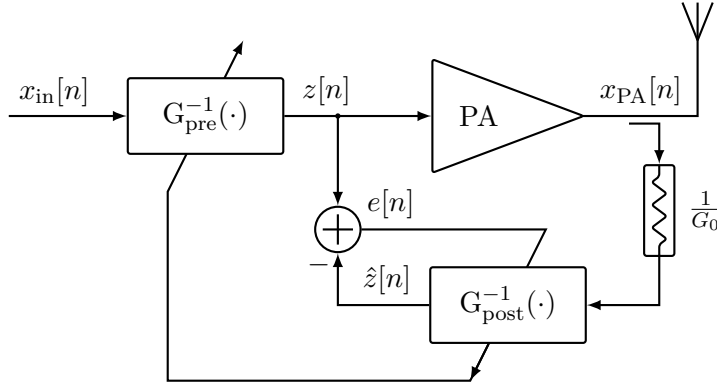 x_in[n]
G_pre^{-1}(·)
z[n]
PA
x_PA[n]
1/G_0
e[n]
−
ẑ[n]
G_post^{-1}(·)